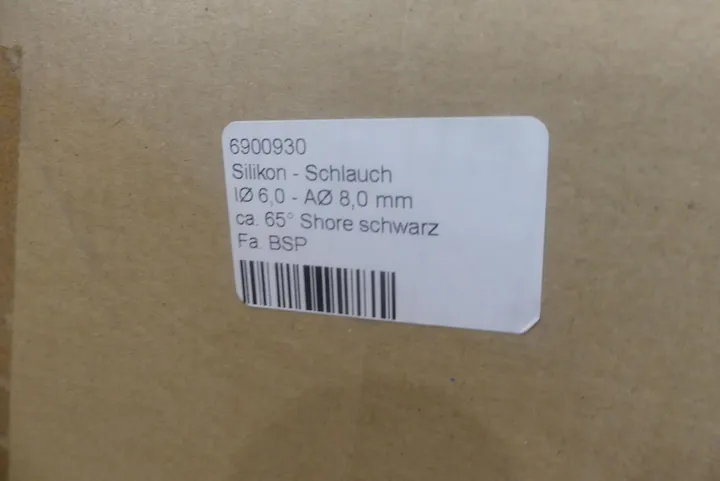 6900930
Silikon - Schlauch
IØ 6,0 - AØ 8,0 mm
ca. 65° Shore schwarz
Fa. BSP